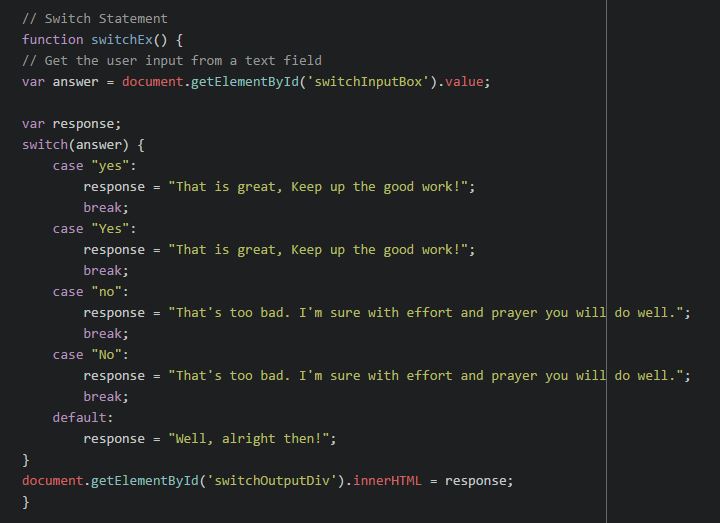 // Switch Statement
function switchEx() {
// Get the user input from a text field
var answer = document.getElementById('switchInputBox').value;

var response;
switch(answer) {
    case "yes":
        response = "That is great, Keep up the good work!";
        break;
    case "Yes":
        response = "That is great, Keep up the good work!";
        break;
    case "no":
        response = "That's too bad. I'm sure with effort and prayer you will do well.";
        break;
    case "No":
        response = "That's too bad. I'm sure with effort and prayer you will do well.";
        break;
    default:
        response = "Well, alright then!";
}
document.getElementById('switchOutputDiv').innerHTML = response;
}